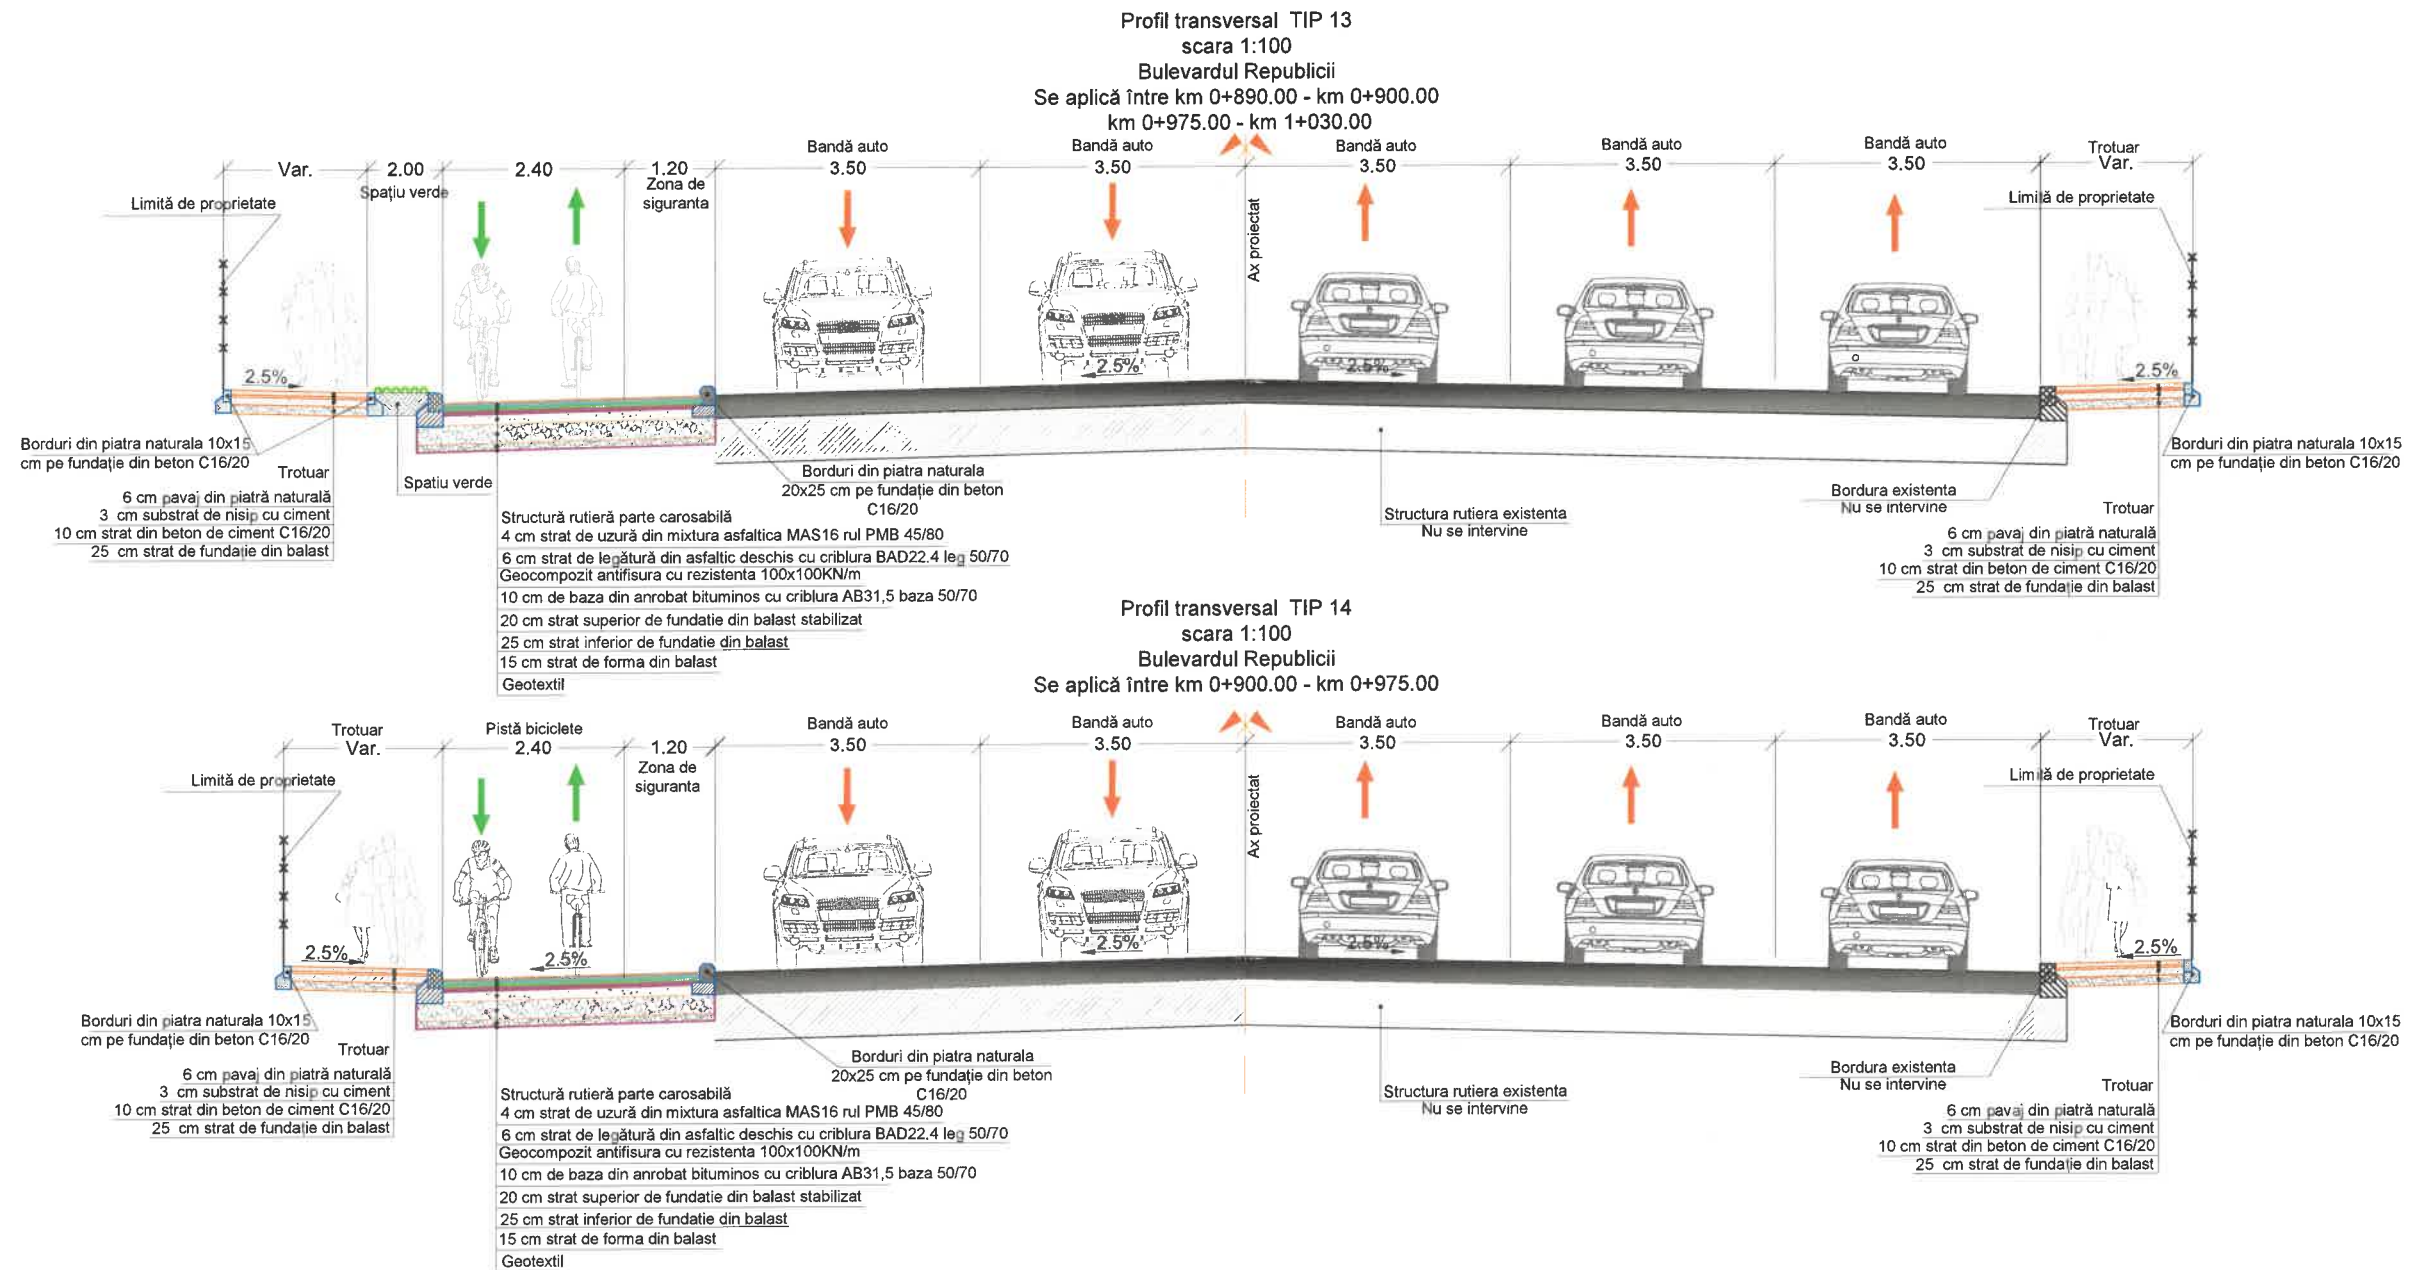 Profil transversal TIP 13
scara 1:100
Bulevardul Republicii
Se aplică între km 0+890.00 - km 0+900.00
km 0+975.00 - km 1+030.00
Var.
2.00
Spațiu verde
2.40
1.20
Zona de
siguranta
Bandă auto
3.50
Bandă auto
3.50
Bandă auto
3.50
Bandă auto
3.50
Bandă auto
3.50
Trotuar
Var.
Limită de proprietate
Limită de proprietate
Ax proiectat
2.5%
2.5%
2.5%
2.5%
Borduri din piatra naturala 10x15
cm pe fundație din beton C16/20
Trotuar
6 cm pavaj din piatră naturală
3 cm substrat de nisip cu ciment
10 cm strat din beton de ciment C16/20
25 cm strat de fundație din balast
Spatiu verde
Structură rutieră parte carosabilă
4 cm strat de uzură din mixtura asfaltica MAS16 rul PMB 45/80
6 cm strat de legătură din asfaltic deschis cu criblura BAD22.4 leg 50/70
Geocompozit antifisura cu rezistenta 100x100KN/m
10 cm de baza din anrobat bituminos cu criblura AB31,5 baza 50/70
20 cm strat superior de fundatie din balast stabilizat
25 cm strat inferior de fundatie din balast
15 cm strat de forma din balast
Geotextil
Borduri din piatra naturala
20x25 cm pe fundație din beton
C16/20
Structura rutiera existenta
Nu se intervine
Bordura existenta
Nu se intervine
Borduri din piatra naturala 10x15
cm pe fundație din beton C16/20
Trotuar
6 cm pavaj din piatră naturală
3 cm substrat de nisip cu ciment
10 cm strat din beton de ciment C16/20
25 cm strat de fundație din balast
Profil transversal TIP 14
scara 1:100
Bulevardul Republicii
Se aplică între km 0+900.00 - km 0+975.00
Trotuar
Var.
Pistă biciclete
2.40
1.20
Zona de
siguranta
Bandă auto
3.50
Bandă auto
3.50
Bandă auto
3.50
Bandă auto
3.50
Bandă auto
3.50
Trotuar
Var.
Limită de proprietate
Limită de proprietate
Ax proiectat
2.5%
2.5%
2.5%
2.5%
2.5%
Borduri din piatra naturala 10x15
cm pe fundație din beton C16/20
Trotuar
6 cm pavaj din piatră naturală
3 cm substrat de nisip cu ciment
10 cm strat din beton de ciment C16/20
25 cm strat de fundație din balast
Structură rutieră parte carosabilă
4 cm strat de uzură din mixtura asfaltica MAS16 rul PMB 45/80
6 cm strat de legătură din asfaltic deschis cu criblura BAD22.4 leg 50/70
Geocompozit antifisura cu rezistenta 100x100KN/m
10 cm de baza din anrobat bituminos cu criblura AB31,5 baza 50/70
20 cm strat superior de fundatie din balast stabilizat
25 cm strat inferior de fundatie din balast
15 cm strat de forma din balast
Geotextil
Borduri din piatra naturala
20x25 cm pe fundație din beton
C16/20
Structura rutiera existenta
Nu se intervine
Bordura existenta
Nu se intervine
Borduri din piatra naturala 10x15
cm pe fundație din beton C16/20
Trotuar
6 cm pavaj din piatră naturală
3 cm substrat de nisip cu ciment
10 cm strat din beton de ciment C16/20
25 cm strat de fundație din balast